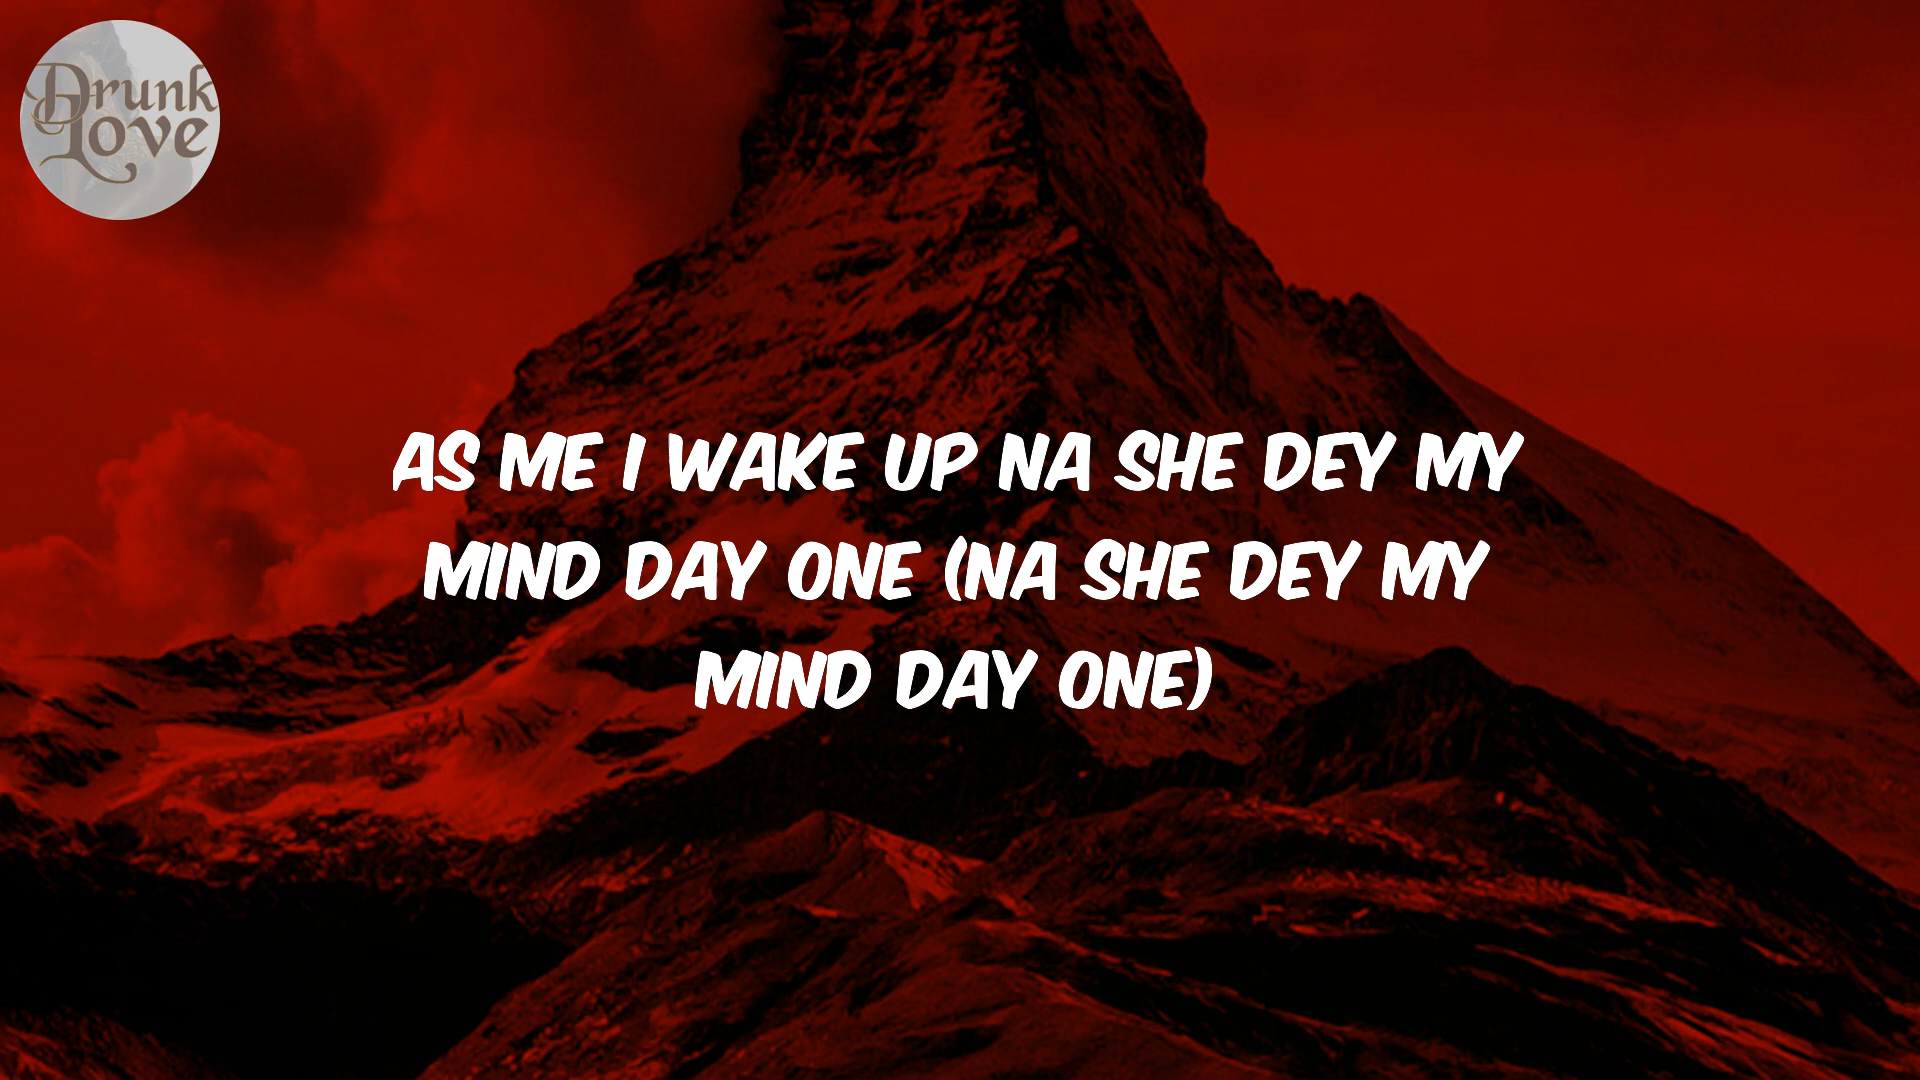 Drunk
Love
AS ME I WAKE UP NA SHE DEY MY
MIND DAY ONE (NA SHE DEY MY
MIND DAY ONE)